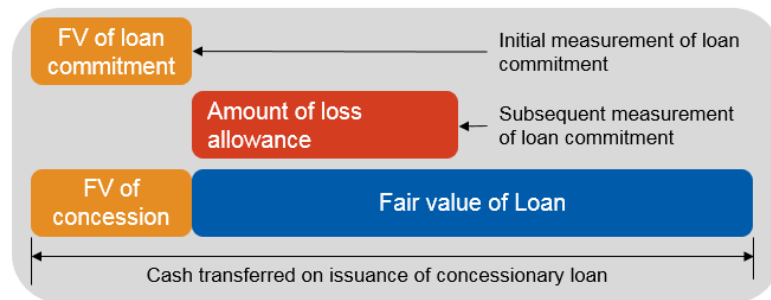 FV of loan
commitment
Initial measurement of loan
commitment
Amount of loss
allowance
Subsequent measurement
of loan commitment
FV of
concession
Fair value of Loan
Cash transferred on issuance of concessionary loan